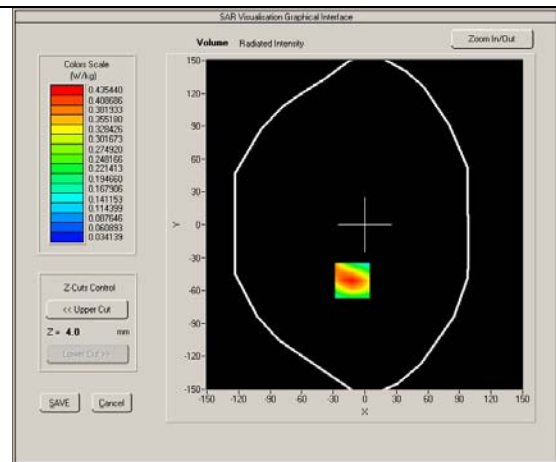 SAR Visualisation Graphical Interface
Colors Scale
(W/kg)
0.435440
0.408686
0.381933
0.355180
0.328426
0.301673
0.274920
0.248166
0.221413
0.194660
0.167906
0.141153
0.114399
0.087646
0.060893
0.034139
Z-Cuts Control
<< Upper Cut
Z = 4.0 mm
Lower Cut >>
SAVE Cancel
Volume Radiated Intensity
Zoom In/Out
150
120
90
60
30
0
-30
-60
-90
-120
-150
Y
-150 -120 -90 -60 -30 0 30 60 90 120 150
X